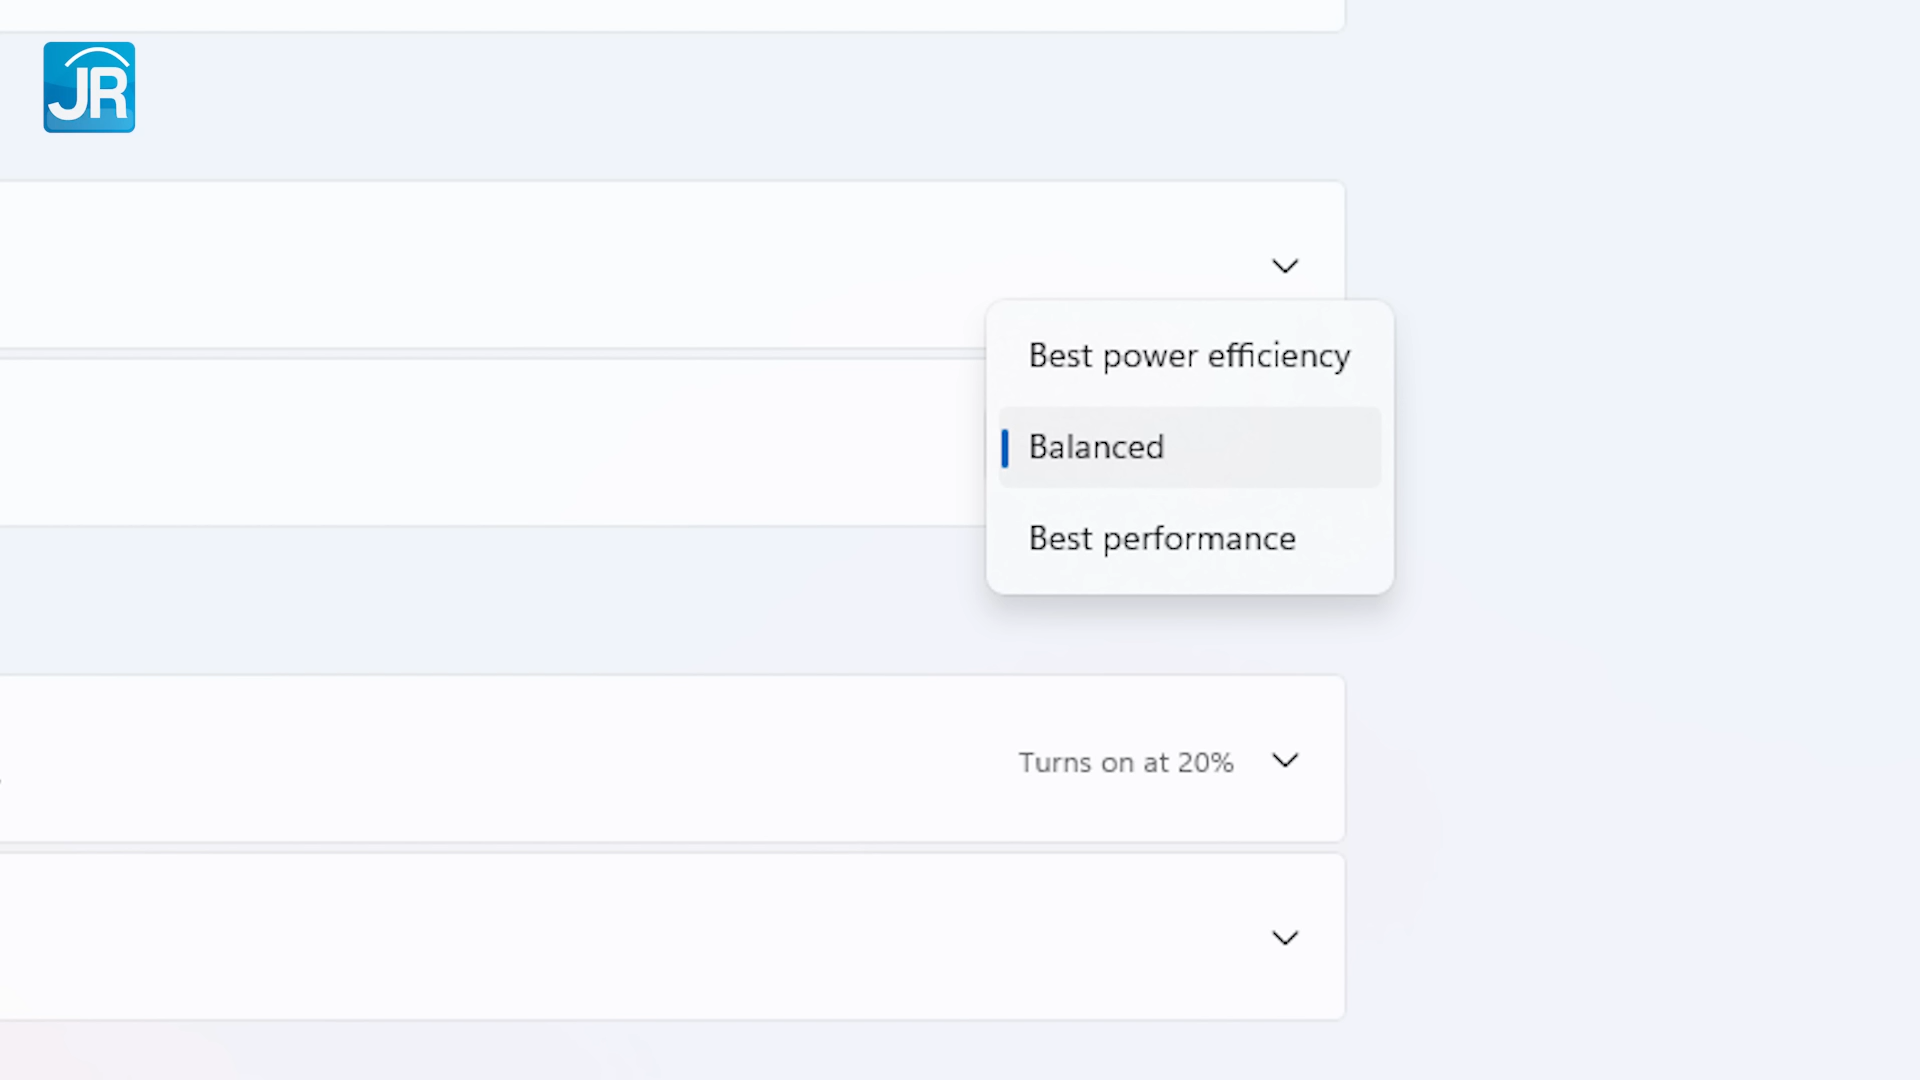 JR
Best power efficiency
Balanced
Best performance
Turns on at 20%